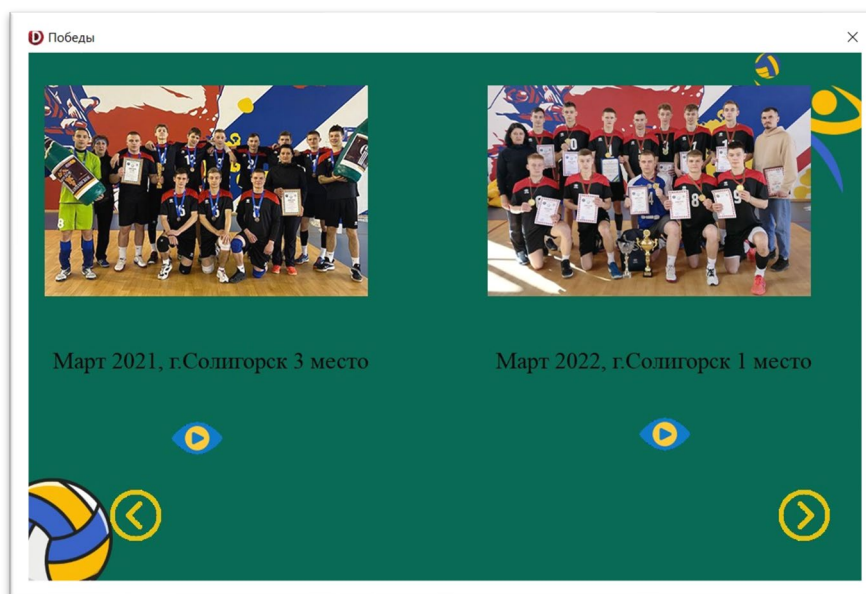 Победы
Март 2021, г.Солигорск 3 место
Март 2022, г.Солигорск 1 место